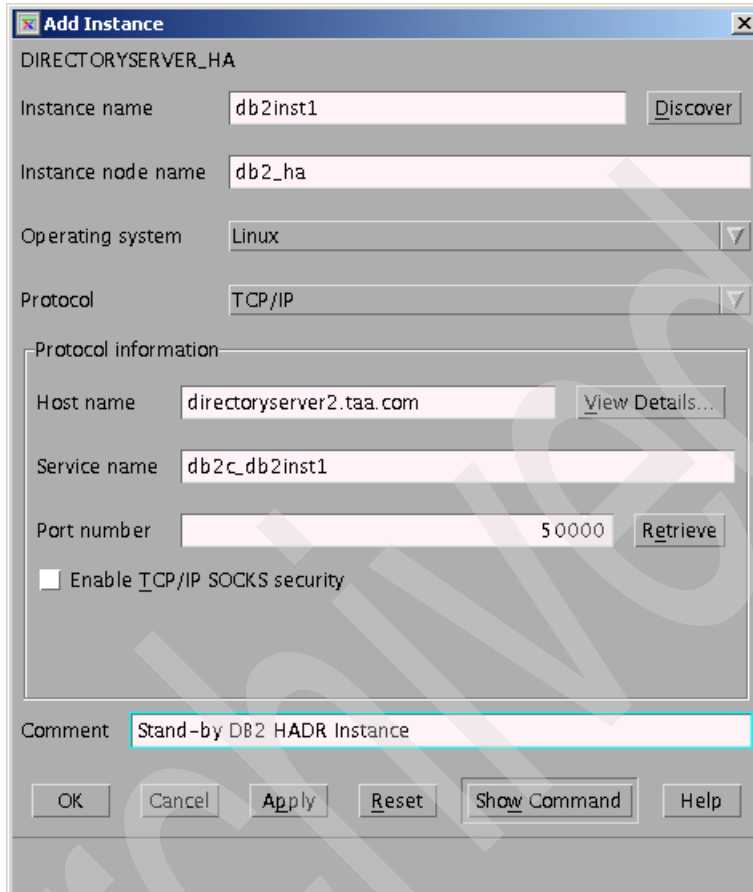 Add Instance
DIRECTORYSERVER_HA
Instance name db2inst1 Discover
Instance node name db2_ha
Operating system Linux
Protocol TCP/IP
Protocol information
Host name directoryserver2.taa.com View Details...
Service name db2c_db2inst1
Port number 50000 Retrieve
Enable TCP/IP SOCKS security
Comment Stand-by DB2 HADR Instance
OK Cancel Apply Reset Show Command Help